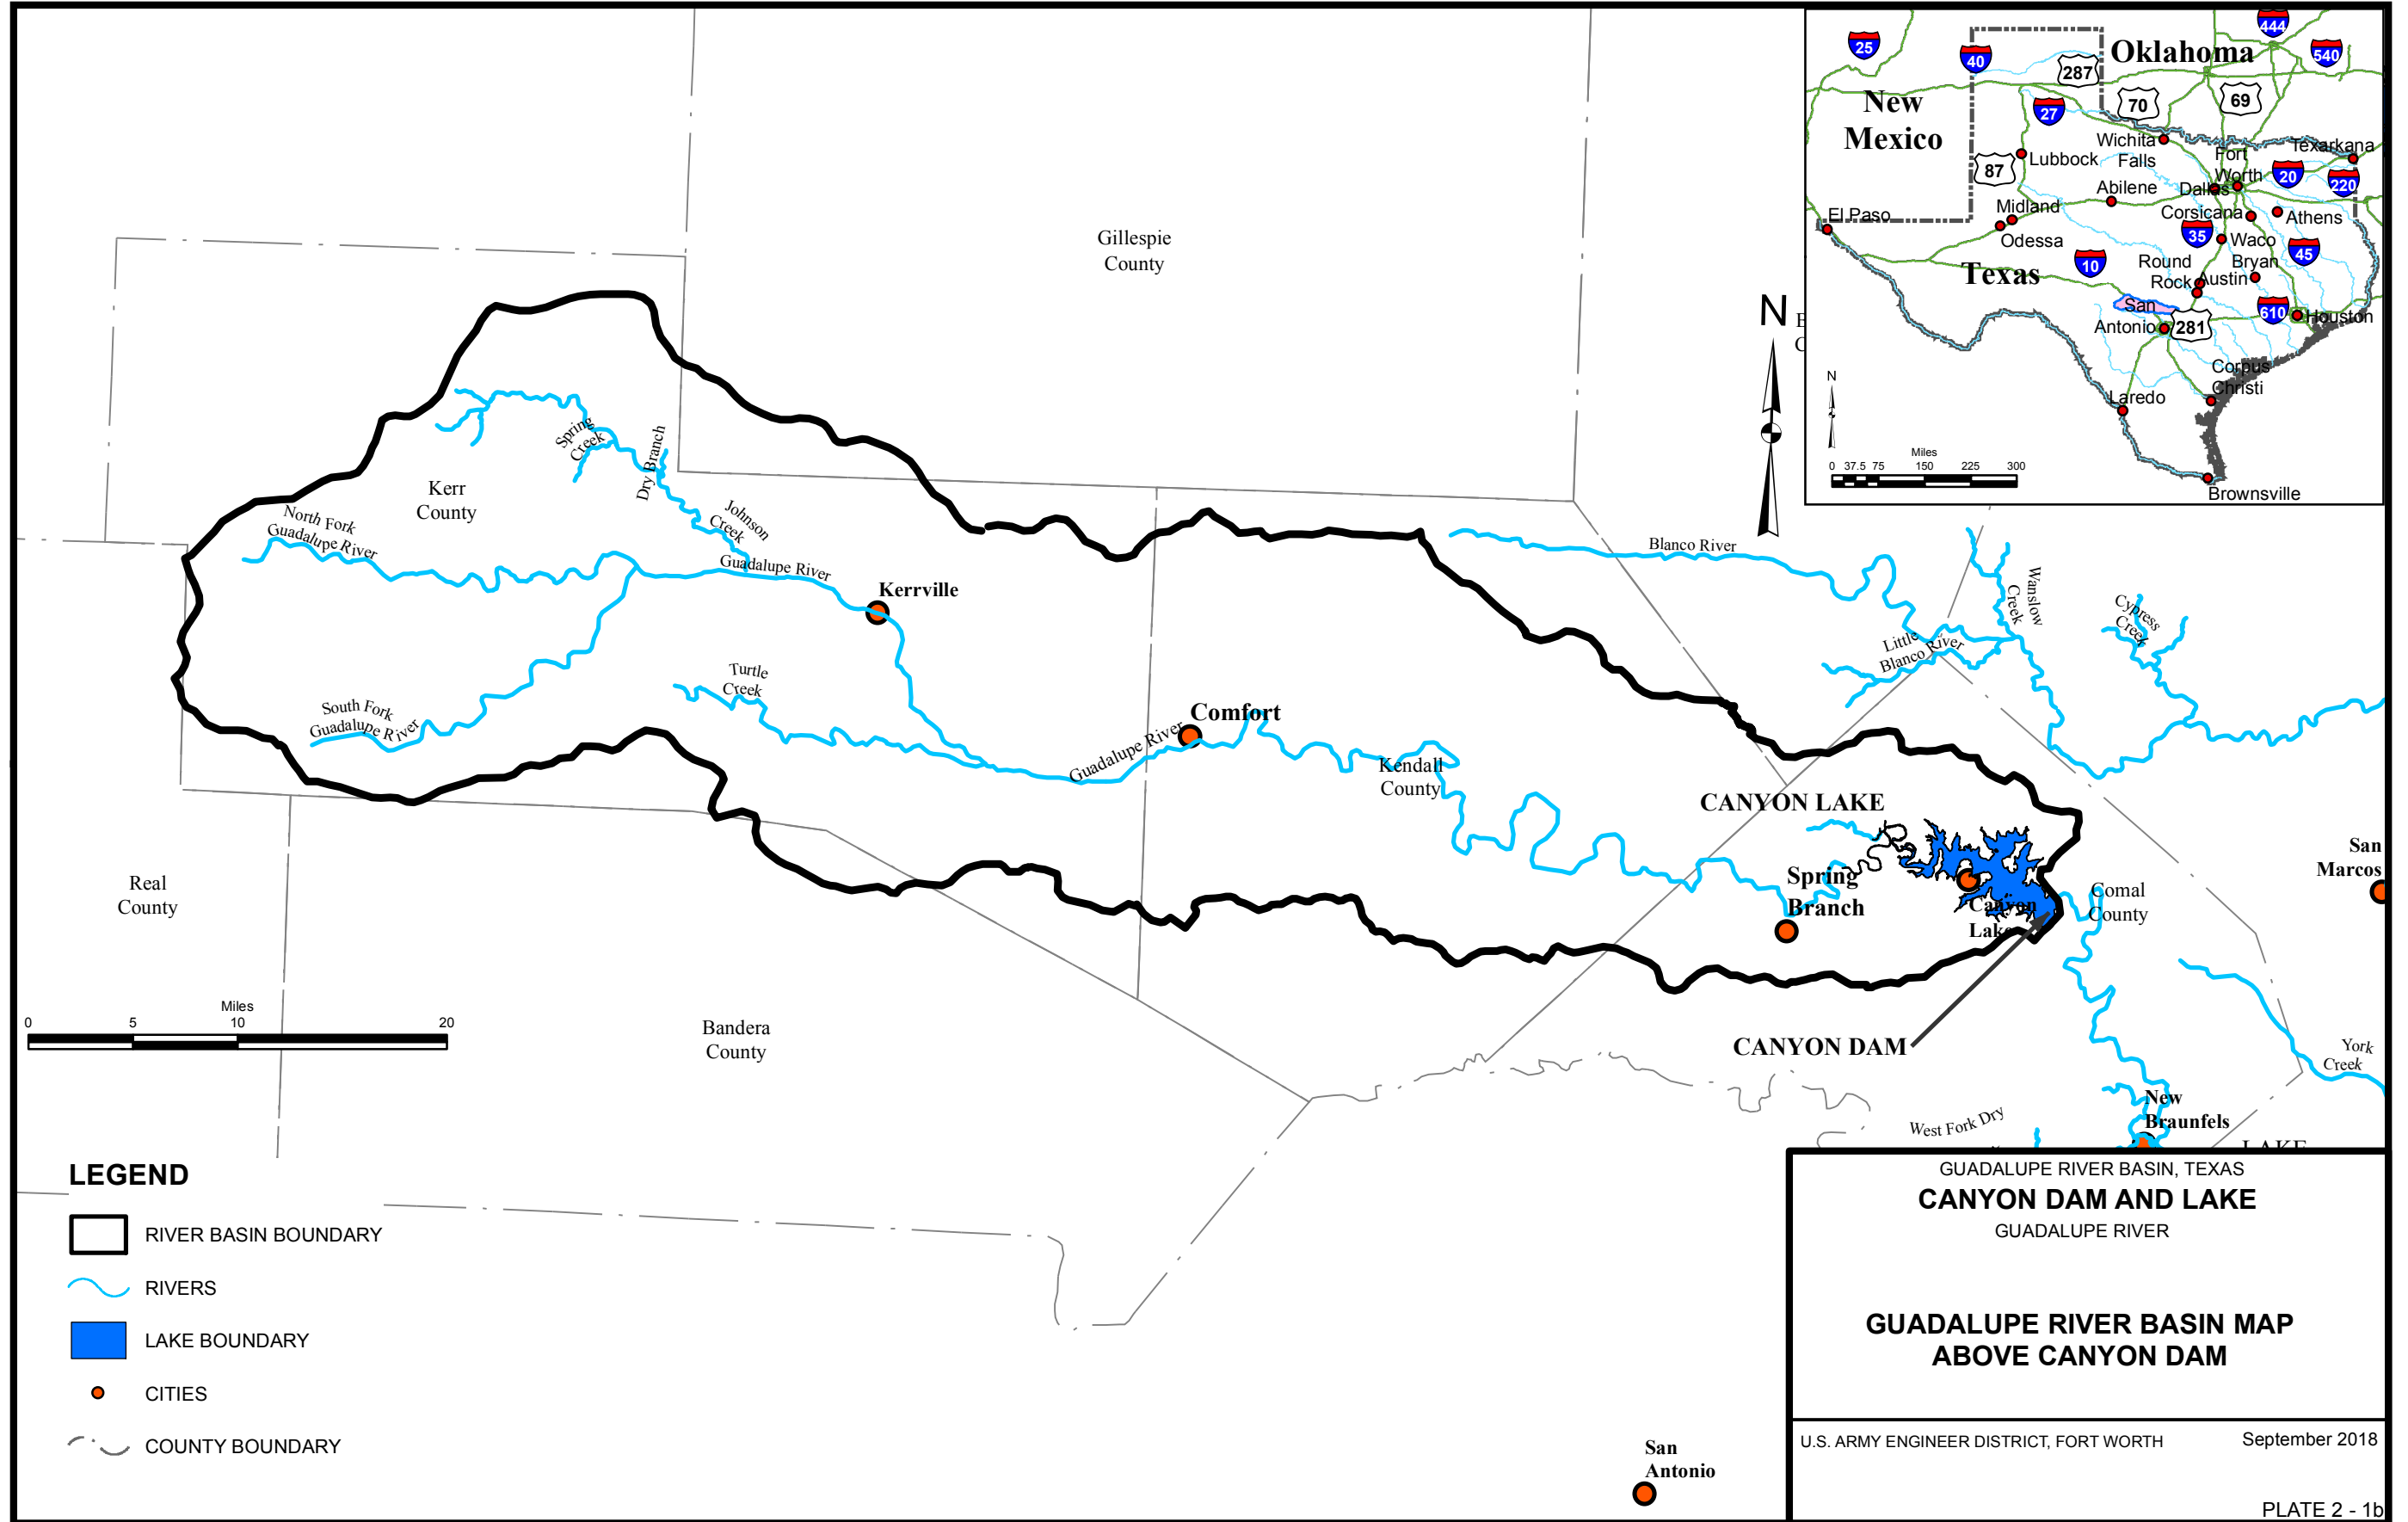 Gillespie
County
Kerr
County
Spring
Creek
Dry Branch
Johnson
Creek
North Fork
Guadalupe River
Guadalupe River
Kerrville
South Fork
Guadalupe River
Turtle
Creek
Comfort
Guadalupe River
Kendall
County
Blanco River
Little
Blanco River
Wanslow
Creek
Cypress
Creek
CANYON LAKE
Spring
Branch
Canyon
Lake
Comal
County
San
Marcos
CANYON DAM
York
Creek
New
Braunfels
West Fork Dry
LAKE
Real
County
Bandera
County
San
Antonio
Miles
0 5 10 20
N
LEGEND
RIVER BASIN BOUNDARY
RIVERS
LAKE BOUNDARY
CITIES
COUNTY BOUNDARY
Oklahoma
New
Mexico
Texas
25
40
287
444
540
27
70
69
87
20
220
35
45
10
610
281
Wichita
Falls
Lubbock
Fort
Worth
Dallas
Texarkana
Abilene
El Paso
Midland
Odessa
Corsicana
Athens
Waco
Round
Rock
Bryan
Austin
San
Antonio
Houston
Corpus
Christi
Laredo
Brownsville
N
Miles
0 37.5 75 150 225 300
GUADALUPE RIVER BASIN, TEXAS
CANYON DAM AND LAKE
GUADALUPE RIVER
GUADALUPE RIVER BASIN MAP
ABOVE CANYON DAM
U.S. ARMY ENGINEER DISTRICT, FORT WORTH
September 2018
PLATE 2 - 1b